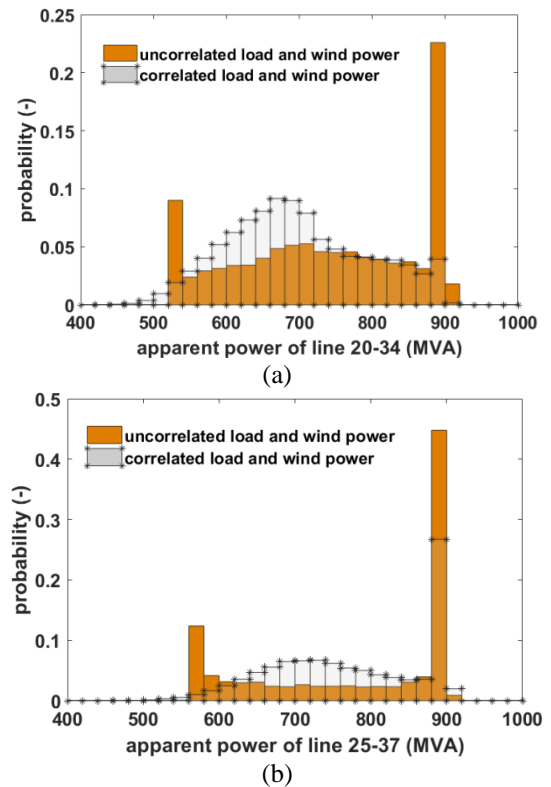 0.25
0.2
0.15
0.1
0.05
0
probability (-)
uncorrelated load and wind power
correlated load and wind power
400 500 600 700 800 900 1000
apparent power of line 20-34 (MVA)
(a)
0.5
0.4
0.3
0.2
0.1
0
probability (-)
uncorrelated load and wind power
correlated load and wind power
400 500 600 700 800 900 1000
apparent power of line 25-37 (MVA)
(b)